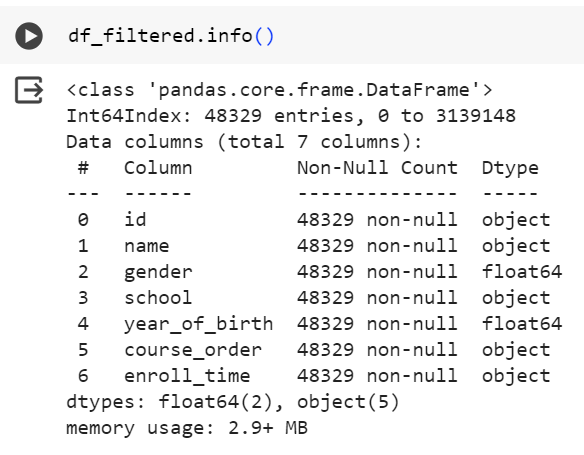 df_filtered.info()
<class 'pandas.core.frame.DataFrame'>
Int64Index: 48329 entries, 0 to 3139148
Data columns (total 7 columns):
 #   Column         Non-Null Count  Dtype
---  ------         --------------  -----
 0   id             48329 non-null  object
 1   name           48329 non-null  object
 2   gender         48329 non-null  float64
 3   school         48329 non-null  object
 4   year_of_birth  48329 non-null  float64
 5   course_order   48329 non-null  object
 6   enroll_time    48329 non-null  object
dtypes: float64(2), object(5)
memory usage: 2.9+ MB